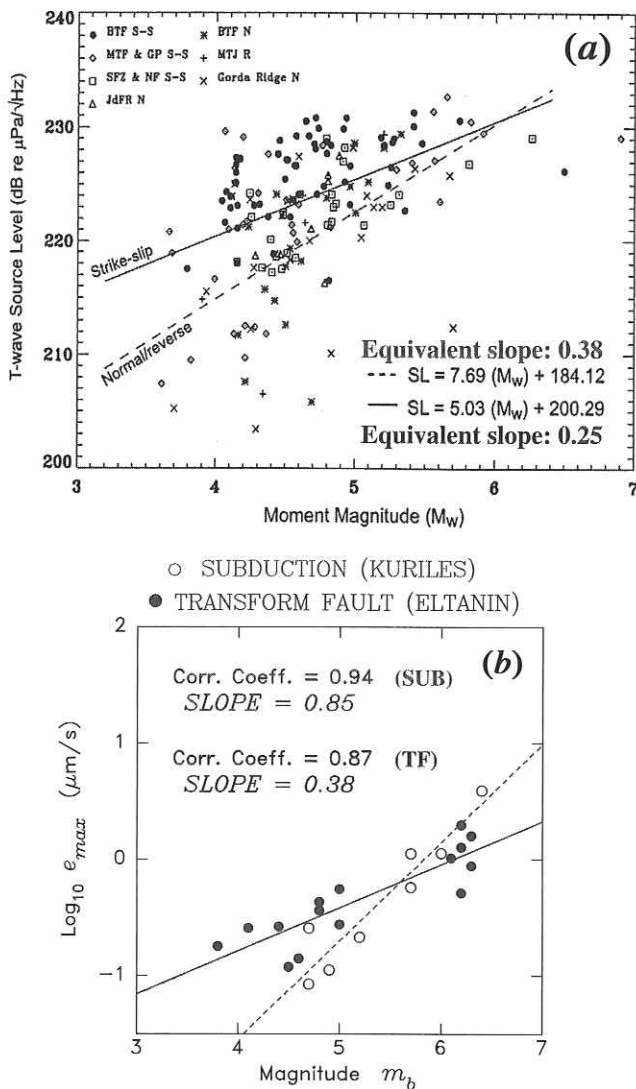 240
BTF S-S
BTF N
MTF & GP S-S
MTJ R
SFZ & NF S-S
Gorda Ridge N
JdFR N
(a)
230
220
210
200
T-wave Source Level (dB re μPa/√Hz)
Strike-slip
Normal/reverse
Equivalent slope: 0.38
SL = 7.69 (Mw) + 184.12
SL = 5.03 (Mw) + 200.29
Equivalent slope: 0.25
3 4 5 6 7
Moment Magnitude (Mw)
SUBDUCTION (KURILES)
TRANSFORM FAULT (ELTANIN)
2
(b)
Corr. Coeff. = 0.94 (SUB)
SLOPE = 0.85
1
Corr. Coeff. = 0.87 (TF)
SLOPE = 0.38
0
-1
Log10 emax (μm/s)
3 4 5 6 7
Magnitude mb